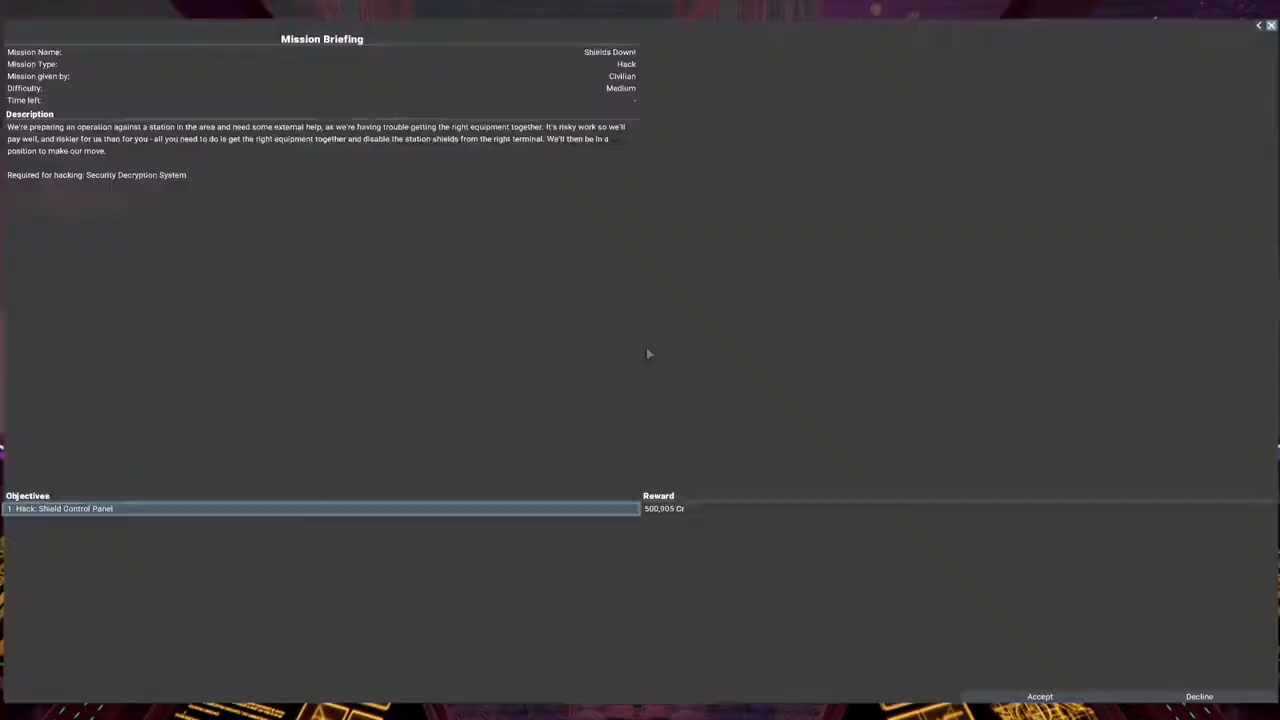 Mission Briefing
Mission Name: Shields Down!
Mission Type: Hack
Mission given by: Civilian
Difficulty: Medium
Time left: -
Description
We're preparing an operation against a station in the area and need some external help, as we're having trouble getting the right equipment together. It's risky work so we'll
pay well, and riskier for us than for you - all you need to do is get the right equipment together and disable the station shields from the right terminal. We'll then be in a
position to make our move.
Required for hacking: Security Decryption System
Objectives
1. Hack: Shield Control Panel
Reward
500,905 Cr
Accept
Decline